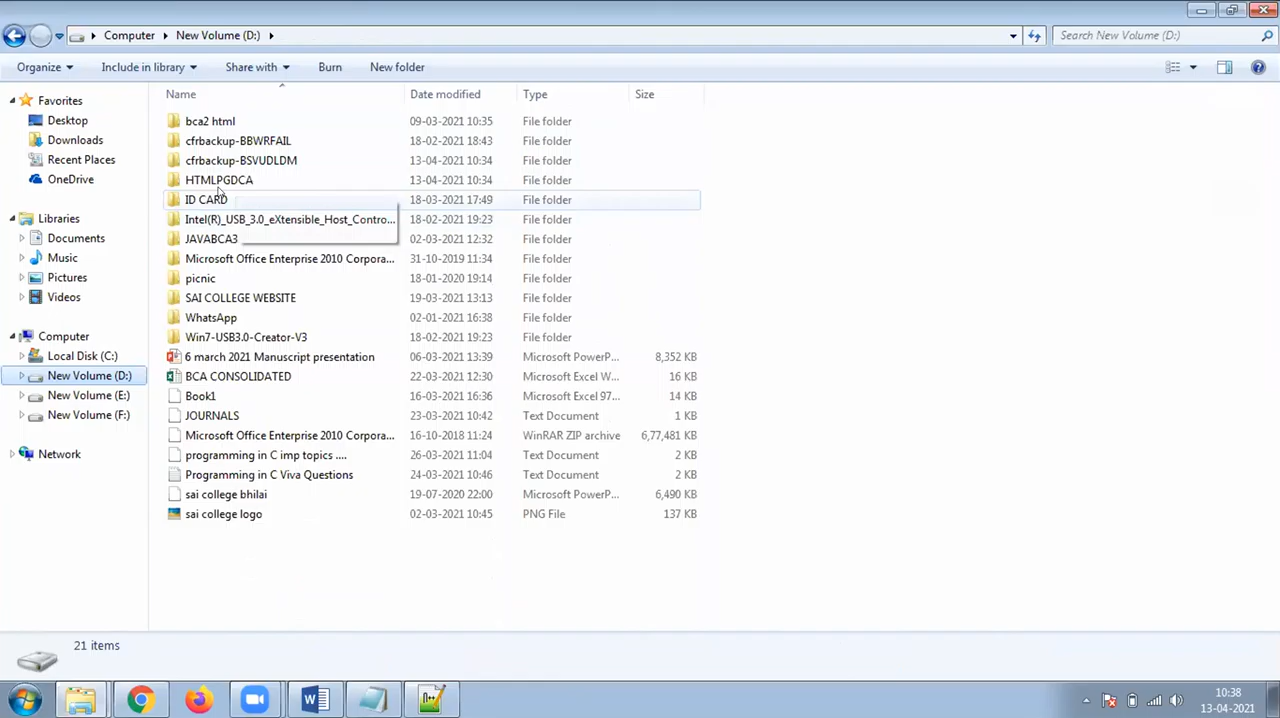 Computer New Volume (D:) Search New Volume (D:)
Organize Include in library Share with Burn New folder
Name Date modified Type Size
Favorites
Desktop
Downloads
Recent Places
OneDrive
Libraries
Documents
Music
Pictures
Videos
Computer
Local Disk (C:)
New Volume (D:)
New Volume (E:)
New Volume (F:)
Network
bca2 html 09-03-2021 10:35 File folder
cfrbackup-BBWRFAIL 18-02-2021 18:43 File folder
cfrbackup-BSVUDLDM 13-04-2021 10:34 File folder
HTMLPGDCA 13-04-2021 10:34 File folder
ID CARD 18-03-2021 17:49 File folder
Intel(R)_USB_3.0_eXtensible_Host_Contro... 18-02-2021 19:23 File folder
JAVABCA3 02-03-2021 12:32 File folder
Microsoft Office Enterprise 2010 Corpora... 31-10-2019 11:34 File folder
picnic 18-01-2020 19:14 File folder
SAI COLLEGE WEBSITE 19-03-2021 13:13 File folder
WhatsApp 02-01-2021 16:38 File folder
Win7-USB3.0-Creator-V3 18-02-2021 19:23 File folder
6 march 2021 Manuscript presentation 06-03-2021 13:39 Microsoft PowerP... 8,352 KB
BCA CONSOLIDATED 22-03-2021 12:30 Microsoft Excel W... 16 KB
Book1 16-03-2021 16:36 Microsoft Excel 97... 14 KB
JOURNALS 23-03-2021 10:42 Text Document 1 KB
Microsoft Office Enterprise 2010 Corpora... 16-10-2018 11:24 WinRAR ZIP archive 6,77,481 KB
programming in C imp topics .... 26-03-2021 11:04 Text Document 2 KB
Programming in C Viva Questions 24-03-2021 10:46 Text Document 2 KB
sai college bhilai 19-07-2020 22:00 Microsoft PowerP... 6,490 KB
sai college logo 02-03-2021 10:45 PNG File 137 KB
21 items
10:38
13-04-2021